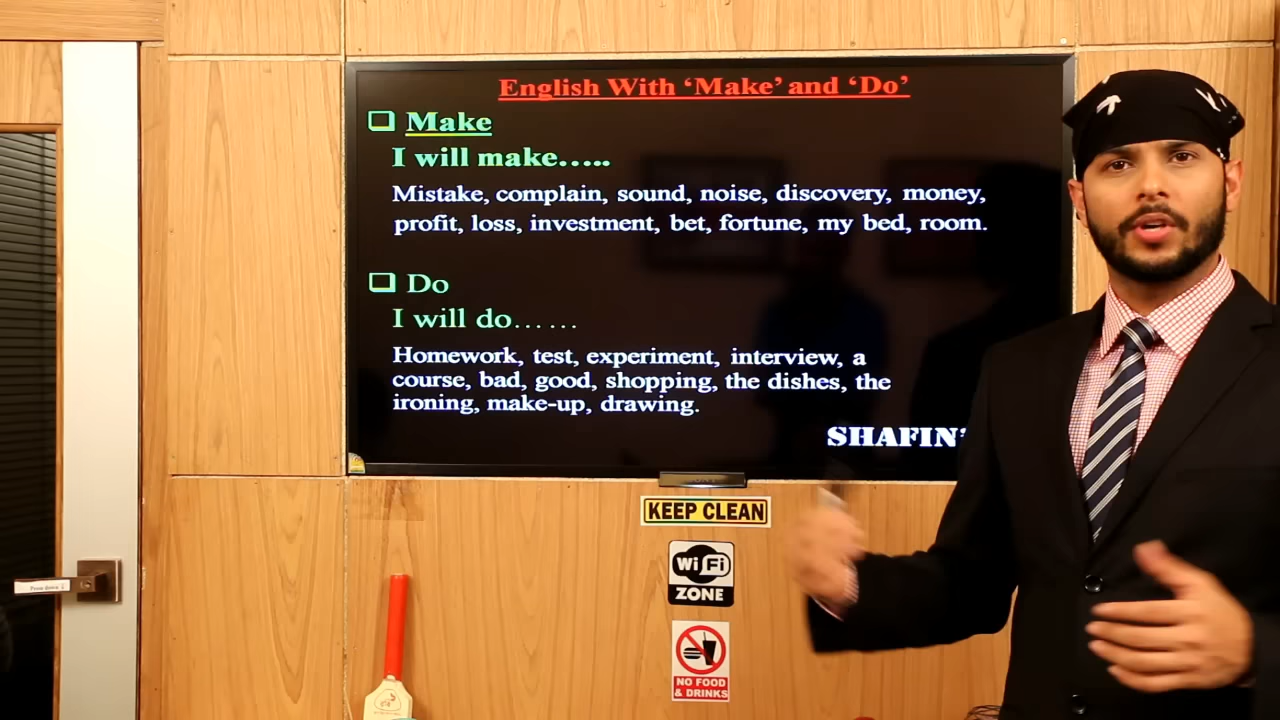 English With ‘Make’ and ‘Do’
Make
I will make…..
Mistake, complain, sound, noise, discovery, money,
profit, loss, investment, bet, fortune, my bed, room.
Do
I will do……
Homework, test, experiment, interview, a
course, bad, good, shopping, the dishes, the
ironing, make-up, drawing.
SHAFIN’
KEEP CLEAN
Wi Fi
ZONE
NO FOOD
& DRINKS